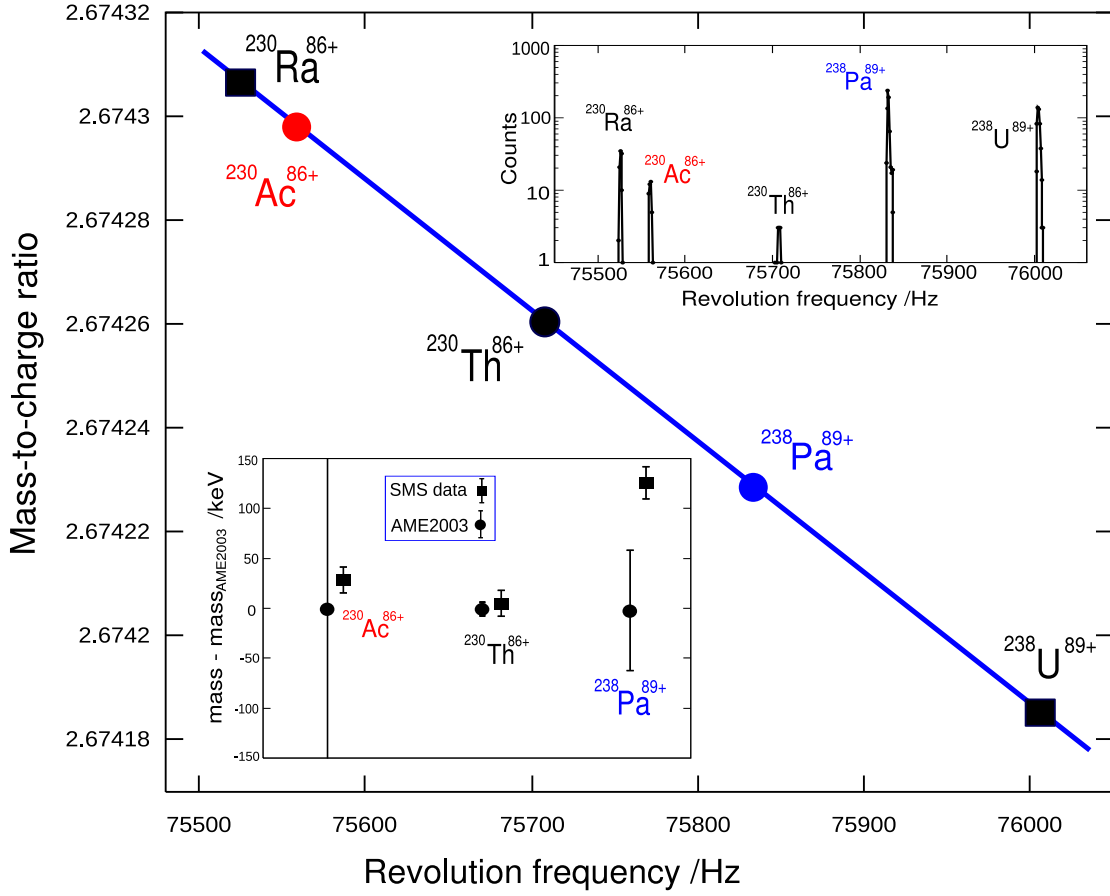 2.67432
2.6743
2.67428
2.67426
2.67424
2.67422
2.6742
2.67418
Mass-to-charge ratio
75500 75600 75700 75800 75900 76000
Revolution frequency /Hz
230Ra86+
230Ac86+
230Th86+
238Pa89+
238U89+
1000
100
10
1
Counts
230Ra86+
230Ac86+
230Th86+
238Pa89+
238U89+
75500 75600 75700 75800 75900 76000
Revolution frequency /Hz
150
100
50
0
-50
-100
-150
mass - massAME2003 /keV
SMS data
AME2003
230Ac86+
230Th86+
238Pa89+